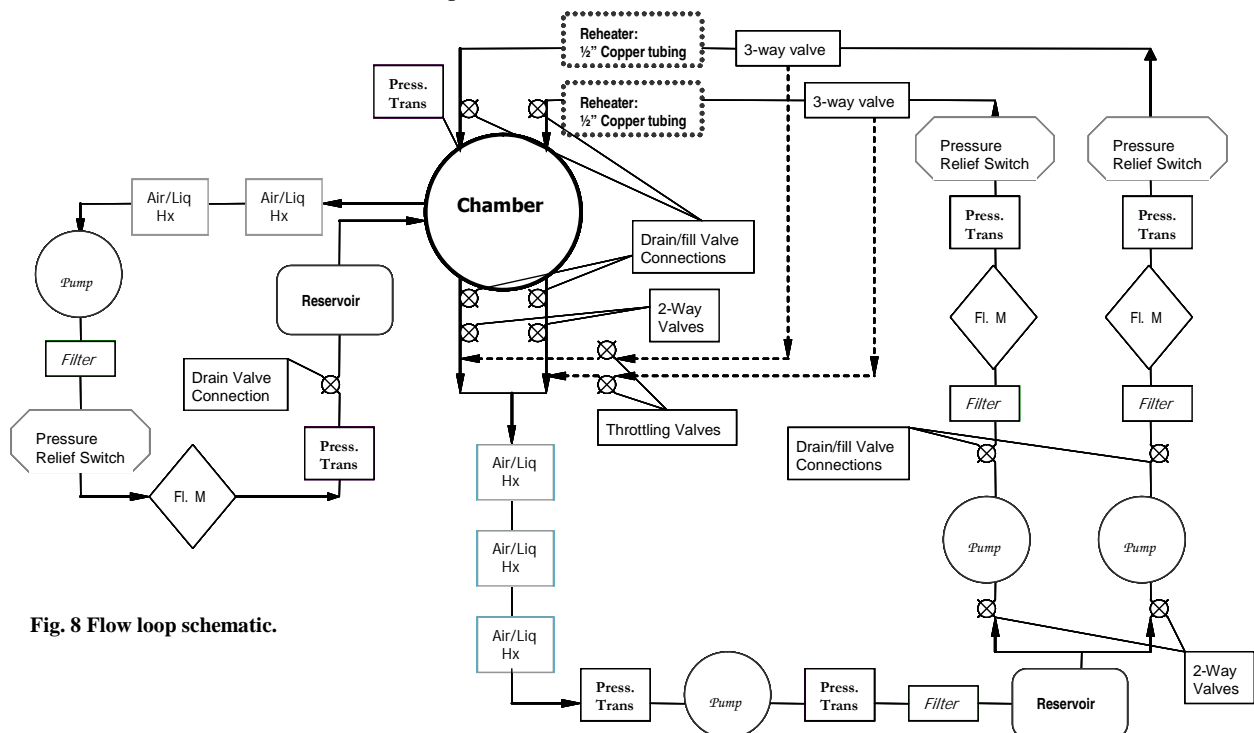 Reheater:
½" Copper tubing
3-way valve
Press.
Trans
Reheater:
½" Copper tubing
3-way valve
Pressure
Relief Switch
Pressure
Relief Switch
Air/Liq
Hx
Air/Liq
Hx
Chamber
Press.
Trans
Press.
Trans
Drain/fill Valve
Connections
Pump
Reservoir
2-Way
Valves
Fl. M
Fl. M
Filter
Drain Valve
Connection
Throttling Valves
Filter
Filter
Pressure
Relief Switch
Press.
Trans
Drain/fill Valve
Connections
Fl. M
Air/Liq
Hx
Air/Liq
Hx
Pump
Pump
Fig. 8 Flow loop schematic.
Air/Liq
Hx
Press.
Trans
Pump
Press.
Trans
Filter
Reservoir
2-Way
Valves